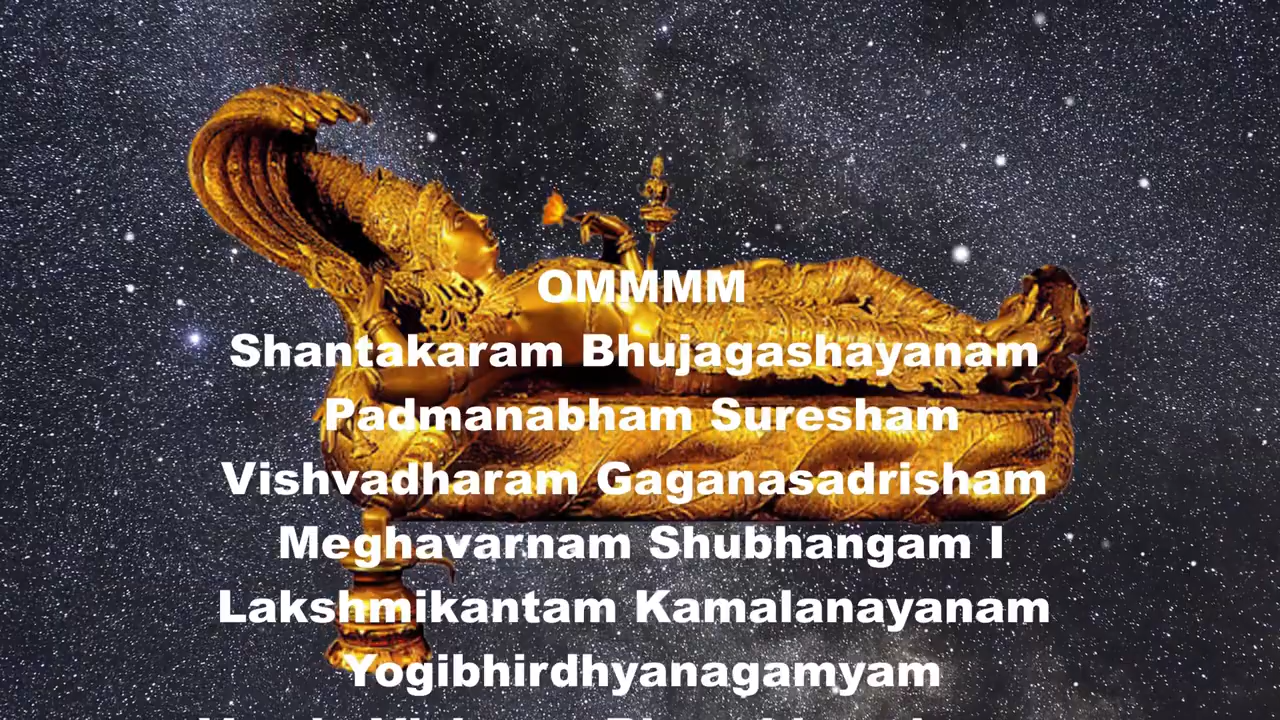 OMMMM
Shantakaram Bhujagashayanam
Padmanabham Suresham
Vishvadharam Gaganasadrisham
Meghavarnam Shubhangam I
Lakshmikantam Kamalanayanam
Yogibhirdhyanagamyam